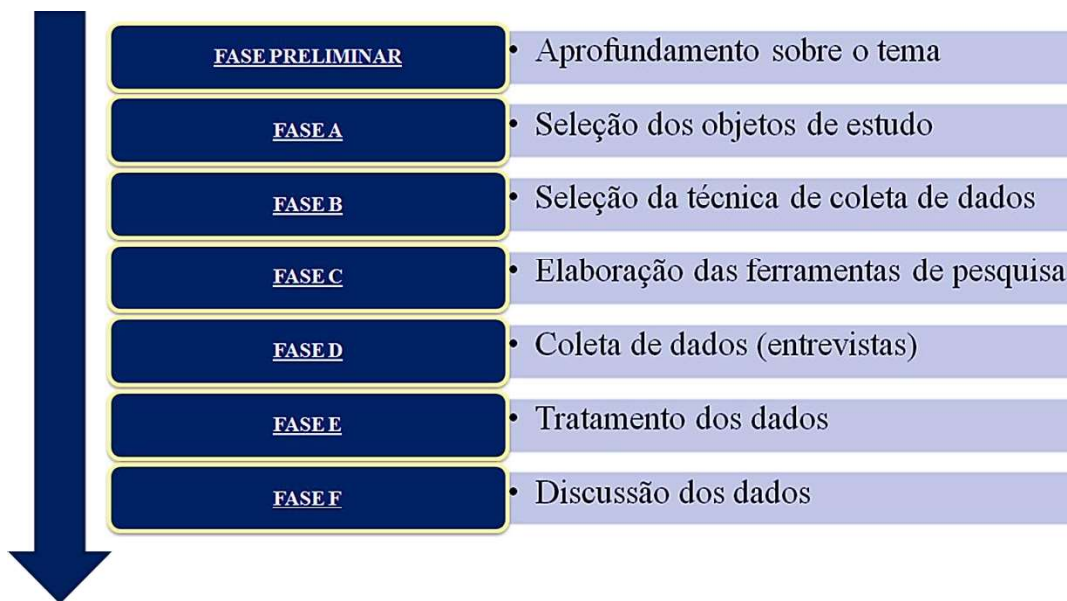 FASE PRELIMINAR
• Aprofundamento sobre o tema
FASE A
• Seleção dos objetos de estudo
FASE B
• Seleção da técnica de coleta de dados
FASE C
• Elaboração das ferramentas de pesquisa
FASE D
• Coleta de dados (entrevistas)
FASE E
• Tratamento dos dados
FASE F
• Discussão dos dados